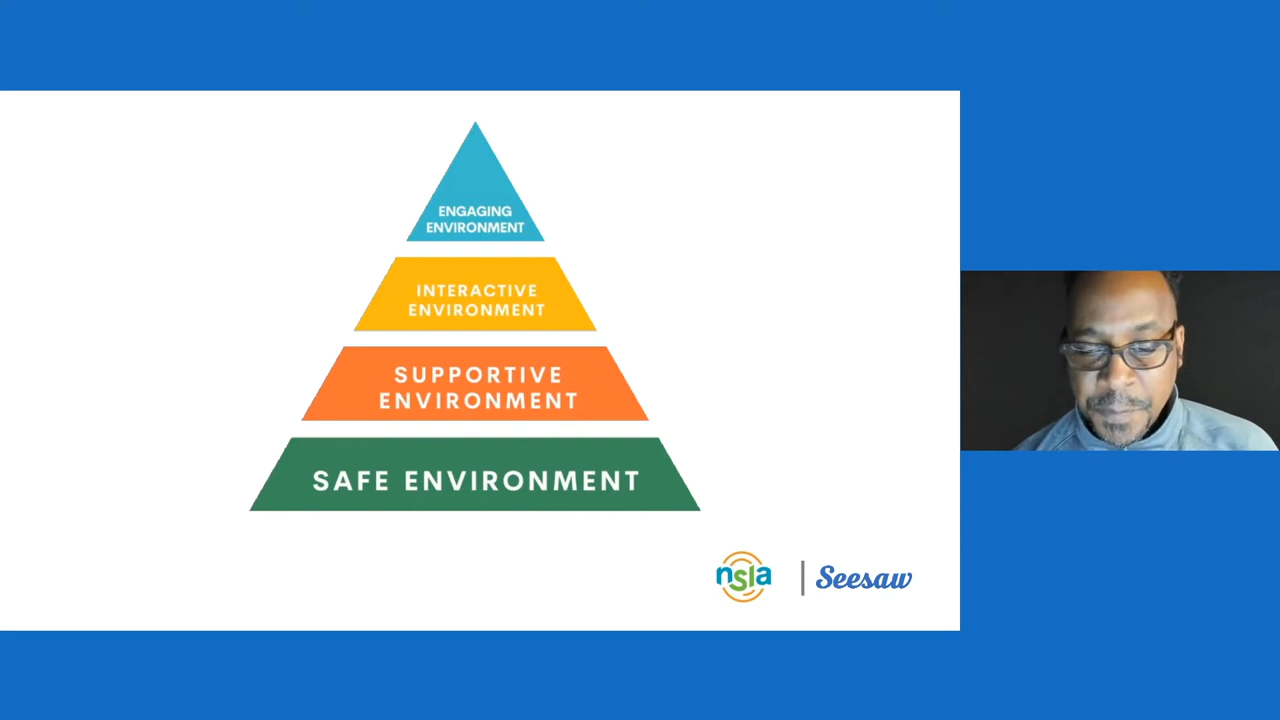 ENGAGING
ENVIRONMENT
INTERACTIVE
ENVIRONMENT
SUPPORTIVE
ENVIRONMENT
SAFE ENVIRONMENT
nsla
Seesaw